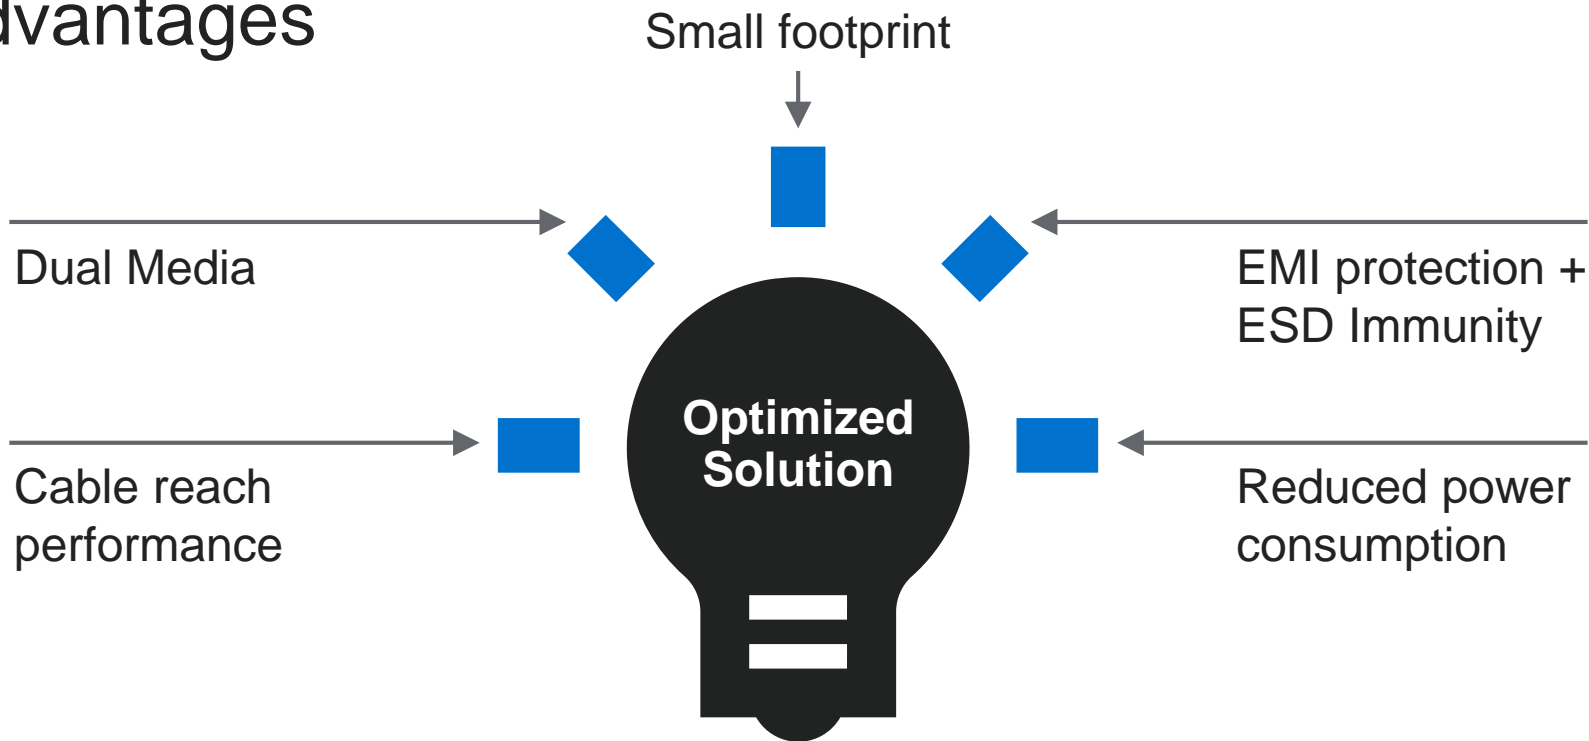 dvantages
Small footprint
Dual Media
EMI protection +
ESD Immunity
Optimized
Solution
Cable reach
performance
Reduced power
consumption